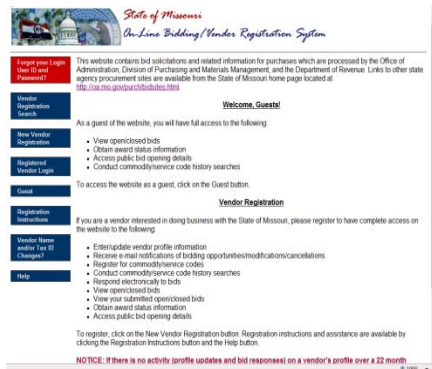 State of Missouri
On-Line Bidding/Vendor Registration System
Forgot your Login
User ID and
Password?
Vendor
Registration
Search
New Vendor
Registration
Registered
Vendor Login
Guest
Registration
Instructions
Vendor Name
and/or Tax ID
Changes?
Help
This website contains bid solicitations and related information for purchases which are processed by the Office of
Administration, Division of Purchasing and Materials Management, and the Department of Revenue. Links to other state
agency procurement sites are available from the State of Missouri home page located at
http://oa.mo.gov/purch/bidsites.html.
Welcome, Guests!
As a guest of the website, you will have full access to the following:
• View open/closed bids
• Obtain award status information
• Access public bid opening details
• Conduct commodity/service code history searches
To access the website as a guest, click on the Guest button.
Vendor Registration
If you are a vendor interested in doing business with the State of Missouri, please register to have complete access on
the website to the following:
• Enter/update vendor profile information
• Receive e-mail notifications of bidding opportunities/modifications/cancellations
• Register for commodity/service codes
• Conduct commodity/service code history searches
• Respond electronically to bids
• View open/closed bids
• View your submitted open/closed bids
• Obtain award status information
• Access public bid opening details
To register, click on the New Vendor Registration button. Registration instructions and assistance are available by
clicking the Registration Instructions button and the Help button.
NOTICE: If there is no activity (profile updates and bid responses) on a vendor's profile over a 22 month